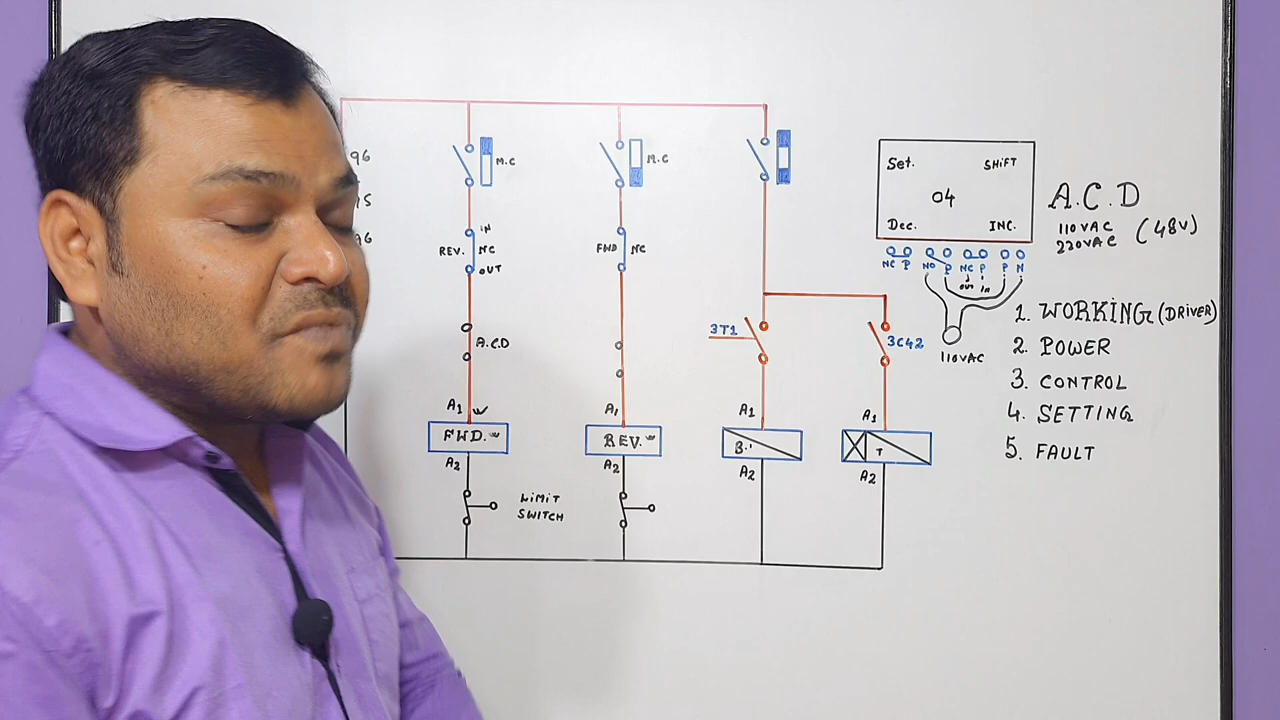 96
M.C
M.C
15
96
IN
REV. NC
OUT
FWD NC
A.C.D
3T1
3C42
A1
A1
A1
A1
FWD.
REV.
B.
T
A2
A2
A2
A2
LIMIT
SWITCH
Set. SHIFT
04
Dec. INC.
A.C.D
110VAC
220VAC
(48V)
NC P NO P NC P P N
OUT IN
110VAC
1. WORKING (DRIVER)
2. POWER
3. CONTROL
4. SETTING
5. FAULT